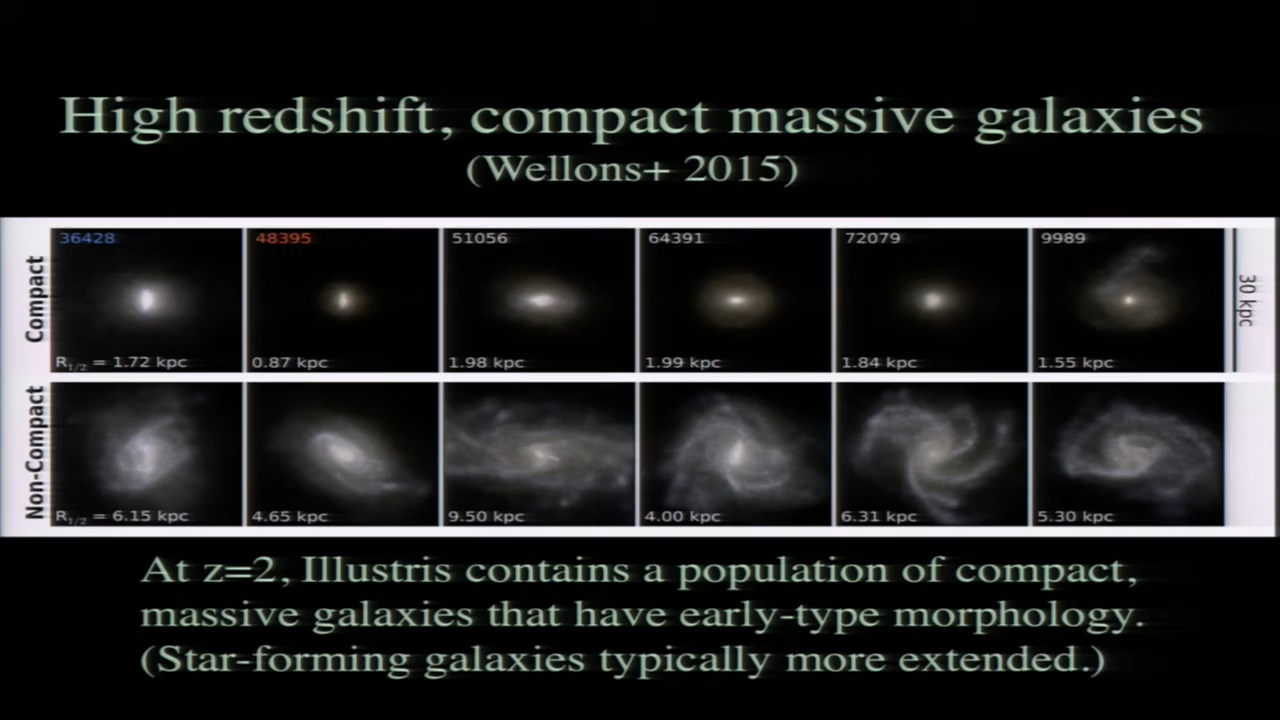 High redshift, compact massive galaxies
(Wellons+ 2015)
Compact
36428
48395
51056
64391
72079
9989
30 kpc
R1/2 = 1.72 kpc
0.87 kpc
1.98 kpc
1.99 kpc
1.84 kpc
1.55 kpc
Non-Compact
R1/2 = 6.15 kpc
4.65 kpc
9.50 kpc
4.00 kpc
6.31 kpc
5.30 kpc
At z=2, Illustris contains a population of compact,
massive galaxies that have early-type morphology.
(Star-forming galaxies typically more extended.)